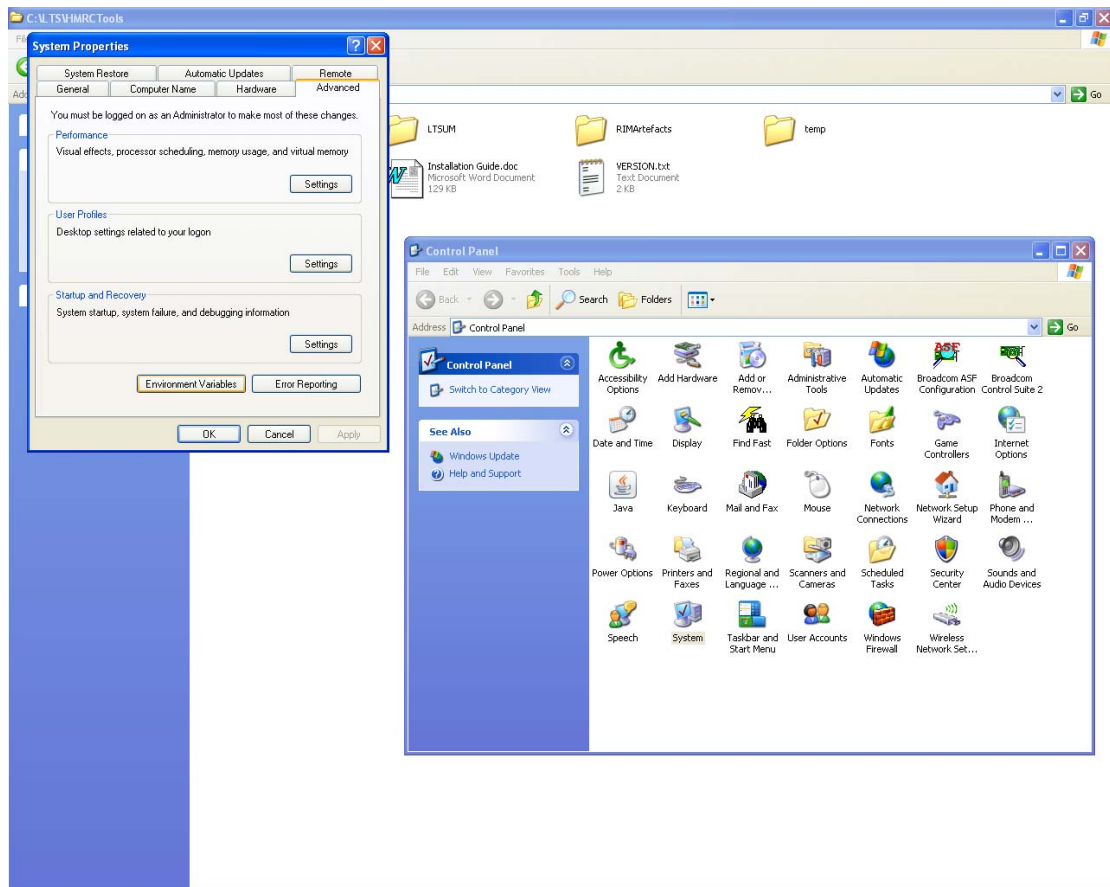 C:\LTS\HMRCTools
System Properties
System Restore Automatic Updates Remote
General Computer Name Hardware Advanced
You must be logged on as an Administrator to make most of these changes.
Performance
Visual effects, processor scheduling, memory usage, and virtual memory
Settings
User Profiles
Desktop settings related to your logon
Settings
Startup and Recovery
System startup, system failure, and debugging information
Settings
Environment Variables Error Reporting
OK Cancel Apply
Go
LTSUM
RIMArtefacts
temp
Installation Guide.doc
Microsoft Word Document
129 KB
VERSION.txt
Text Document
2 KB
Control Panel
File Edit View Favorites Tools Help
Back Search Folders
Address Control Panel Go
Control Panel
Switch to Category View
See Also
Windows Update
Help and Support
Accessibility Options
Add Hardware
Add or Remov...
Administrative Tools
Automatic Updates
Broadcom ASF Configuration
Broadcom Control Suite 2
Date and Time
Display
Find Fast
Folder Options
Fonts
Game Controllers
Internet Options
Java
Keyboard
Mail and Fax
Mouse
Network Connections
Network Setup Wizard
Phone and Modem ...
Power Options
Printers and Faxes
Regional and Language ...
Scanners and Cameras
Scheduled Tasks
Security Center
Sounds and Audio Devices
Speech
System
Taskbar and Start Menu
User Accounts
Windows Firewall
Wireless Network Set...